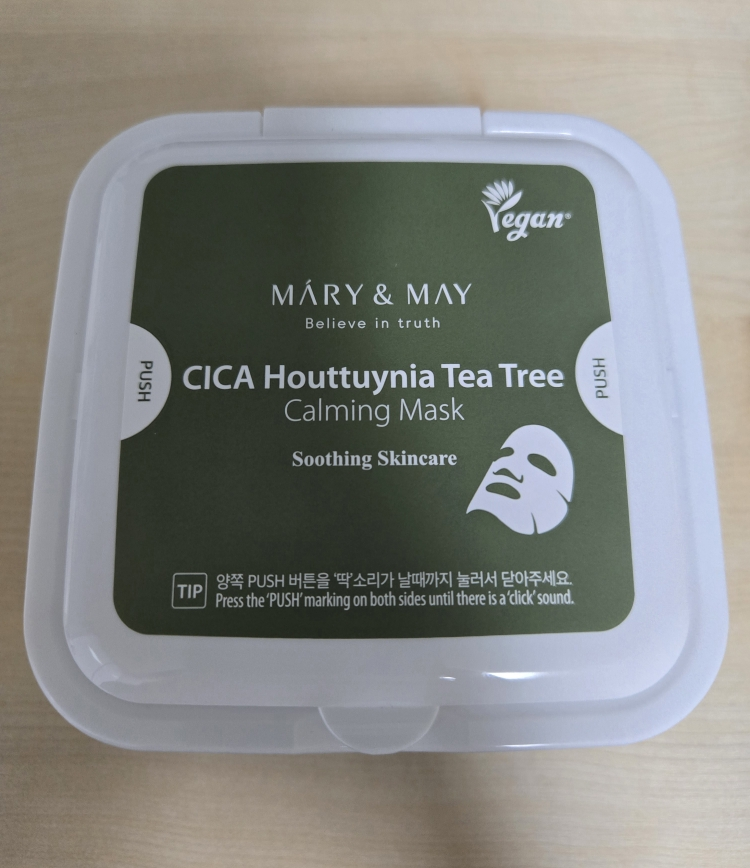 Vegan®
MÁRY & MAY
Believe in truth
PUSH
PUSH
CICA Houttuynia Tea Tree
Calming Mask
Soothing Skincare
TIP
양쪽 PUSH 버튼을 '딱'소리가 날때까지 눌러서 닫아주세요.
Press the 'PUSH' marking on both sides until there is a 'click' sound.